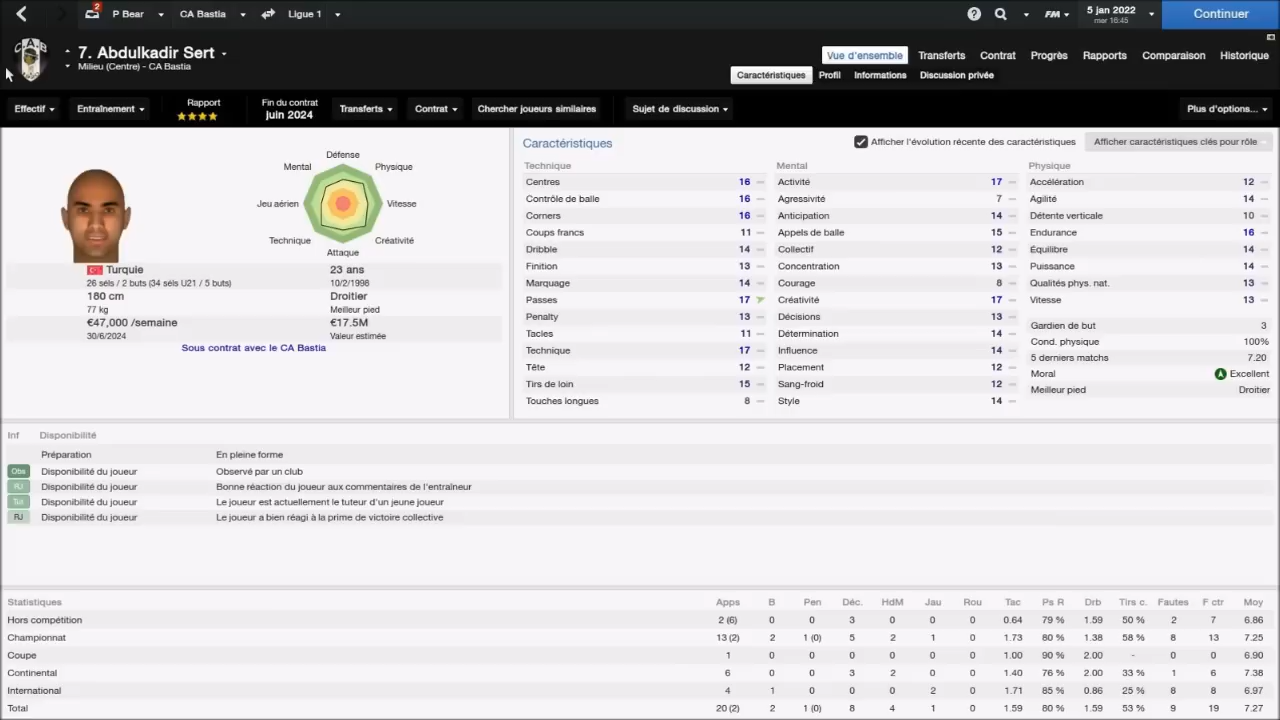 2
P Bear
CA Bastia
Ligue 1
FM
5 jan 2022
mer 16:45
Continuer
7. Abdulkadir Sert
Milieu (Centre) - CA Bastia
Vue d'ensemble Transferts Contrat Progrès Rapports Comparaison Historique
Caractéristiques Profil Informations Discussion privée
Effectif Entraînement Rapport Fin du contrat juin 2024 Transferts Contrat Chercher joueurs similaires Sujet de discussion Plus d'options...
Défense
Mental Physique
Jeu aérien Vitesse
Technique Créativité
Attaque
Turquie 23 ans
26 séls / 2 buts (34 séls U21 / 5 buts) 10/2/1998
180 cm Droitier
77 kg Meilleur pied
€47,000 /semaine €17.5M
30/6/2024 Valeur estimée
Sous contrat avec le CA Bastia
Caractéristiques Afficher l'évolution récente des caractéristiques Afficher caractéristiques clés pour rôle
Technique Mental Physique
Centres 16 Activité 17 Accélération 12
Contrôle de balle 16 Agressivité 7 Agilité 14
Corners 16 Anticipation 14 Détente verticale 10
Coups francs 11 Appels de balle 15 Endurance 16
Dribble 14 Collectif 12 Équilibre 14
Finition 13 Concentration 13 Puissance 14
Marquage 14 Courage 8 Qualités phys. nat. 13
Passes 17 Créativité 17 Vitesse 13
Penalty 13 Décisions 13
Tacles 11 Détermination 14
Technique 17 Influence 14
Tête 12 Placement 12
Tirs de loin 15 Sang-froid 12
Touches longues 8 Style 14
Gardien de but 3
Cond. physique 100%
5 derniers matchs 7.20
Moral Excellent
Meilleur pied Droitier
Inf Disponibilité
Préparation En pleine forme
Obs Disponibilité du joueur Observé par un club
RJ Disponibilité du joueur Bonne réaction du joueur aux commentaires de l'entraîneur
Tut Disponibilité du joueur Le joueur est actuellement le tuteur d'un jeune joueur
RJ Disponibilité du joueur Le joueur a bien réagi à la prime de victoire collective
Statistiques Apps B Pen Déc. HdM Jau Rou Tac Ps R Drb Tirs c. Fautes F ctr Moy
Hors compétition 2 (6) 0 0 3 0 0 0 0.64 79 % 1.59 50 % 2 7 6.86
Championnat 13 (2) 2 1 (0) 5 2 1 0 1.73 80 % 1.38 58 % 8 13 7.25
Coupe 1 0 0 0 0 0 0 1.00 90 % 2.00 - 0 0 6.90
Continental 6 0 0 3 2 0 0 1.40 76 % 2.00 33 % 1 6 7.38
International 4 1 0 0 0 2 0 1.71 85 % 0.86 25 % 8 8 6.97
Total 20 (2) 2 1 (0) 8 4 1 0 1.59 80 % 1.59 53 % 9 19 7.27